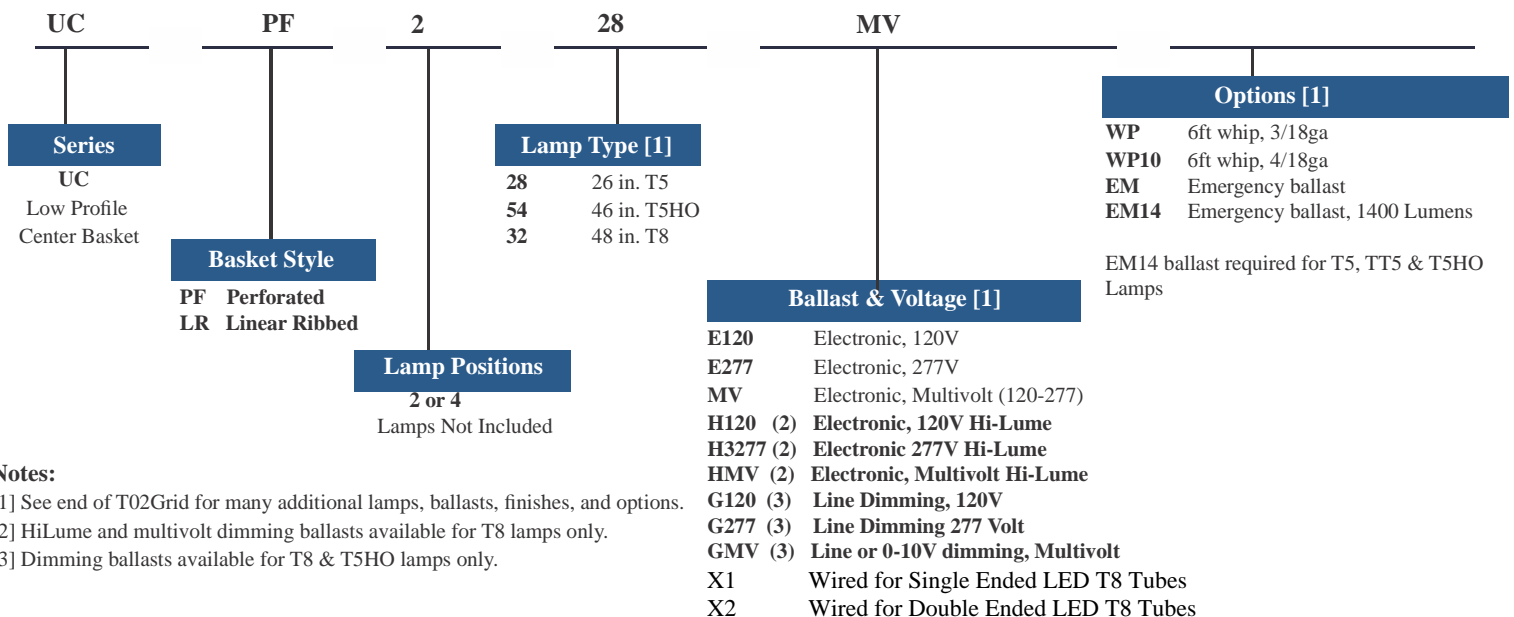 UC PF 2 28 MV
Series
UC
Low Profile
Center Basket
Basket Style
PF Perforated
LR Linear Ribbed
Lamp Positions
2 or 4
Lamps Not Included
Lamp Type [1]
28 26 in. T5
54 46 in. T5HO
32 48 in. T8
Ballast & Voltage [1]
E120 Electronic, 120V
E277 Electronic, 277V
MV Electronic, Multivolt (120-277)
H120 (2) Electronic, 120V Hi-Lume
H3277 (2) Electronic 277V Hi-Lume
HMV (2) Electronic, Multivolt Hi-Lume
G120 (3) Line Dimming, 120V
G277 (3) Line Dimming 277 Volt
GMV (3) Line or 0-10V dimming, Multivolt
X1 Wired for Single Ended LED T8 Tubes
X2 Wired for Double Ended LED T8 Tubes
Options [1]
WP 6ft whip, 3/18ga
WP10 6ft whip, 4/18ga
EM Emergency ballast
EM14 Emergency ballast, 1400 Lumens
EM14 ballast required for T5, TT5 & T5HO
Lamps
Notes:
1] See end of T02Grid for many additional lamps, ballasts, finishes, and options.
2] HiLume and multivolt dimming ballasts available for T8 lamps only.
3] Dimming ballasts available for T8 & T5HO lamps only.